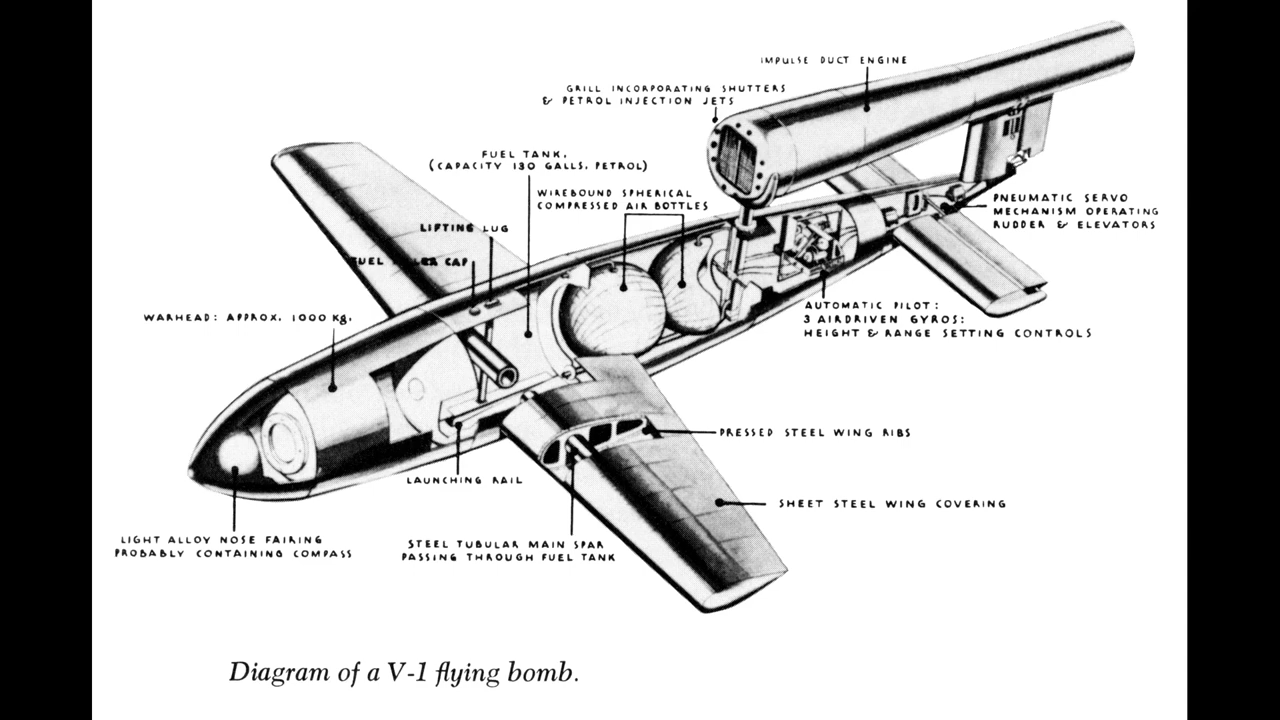 IMPULSE DUCT ENGINE
GRILL INCORPORATING SHUTTERS
& PETROL INJECTION JETS
FUEL TANK,
(CAPACITY 130 GALLS, PETROL)
WIREBOUND SPHERICAL
COMPRESSED AIR BOTTLES
PNEUMATIC SERVO
MECHANISM OPERATING
RUDDER & ELEVATORS
LIFTING LUG
FUEL CAP
WARHEAD: APPROX. 1000 Kg.
AUTOMATIC PILOT:
3 AIRDRIVEN GYROS:
HEIGHT & RANGE SETTING CONTROLS
PRESSED STEEL WING RIBS
LAUNCHING RAIL
SHEET STEEL WING COVERING
LIGHT ALLOY NOSE FAIRING
PROBABLY CONTAINING COMPASS
STEEL TUBULAR MAIN SPAR
PASSING THROUGH FUEL TANK
Diagram of a V-1 flying bomb.